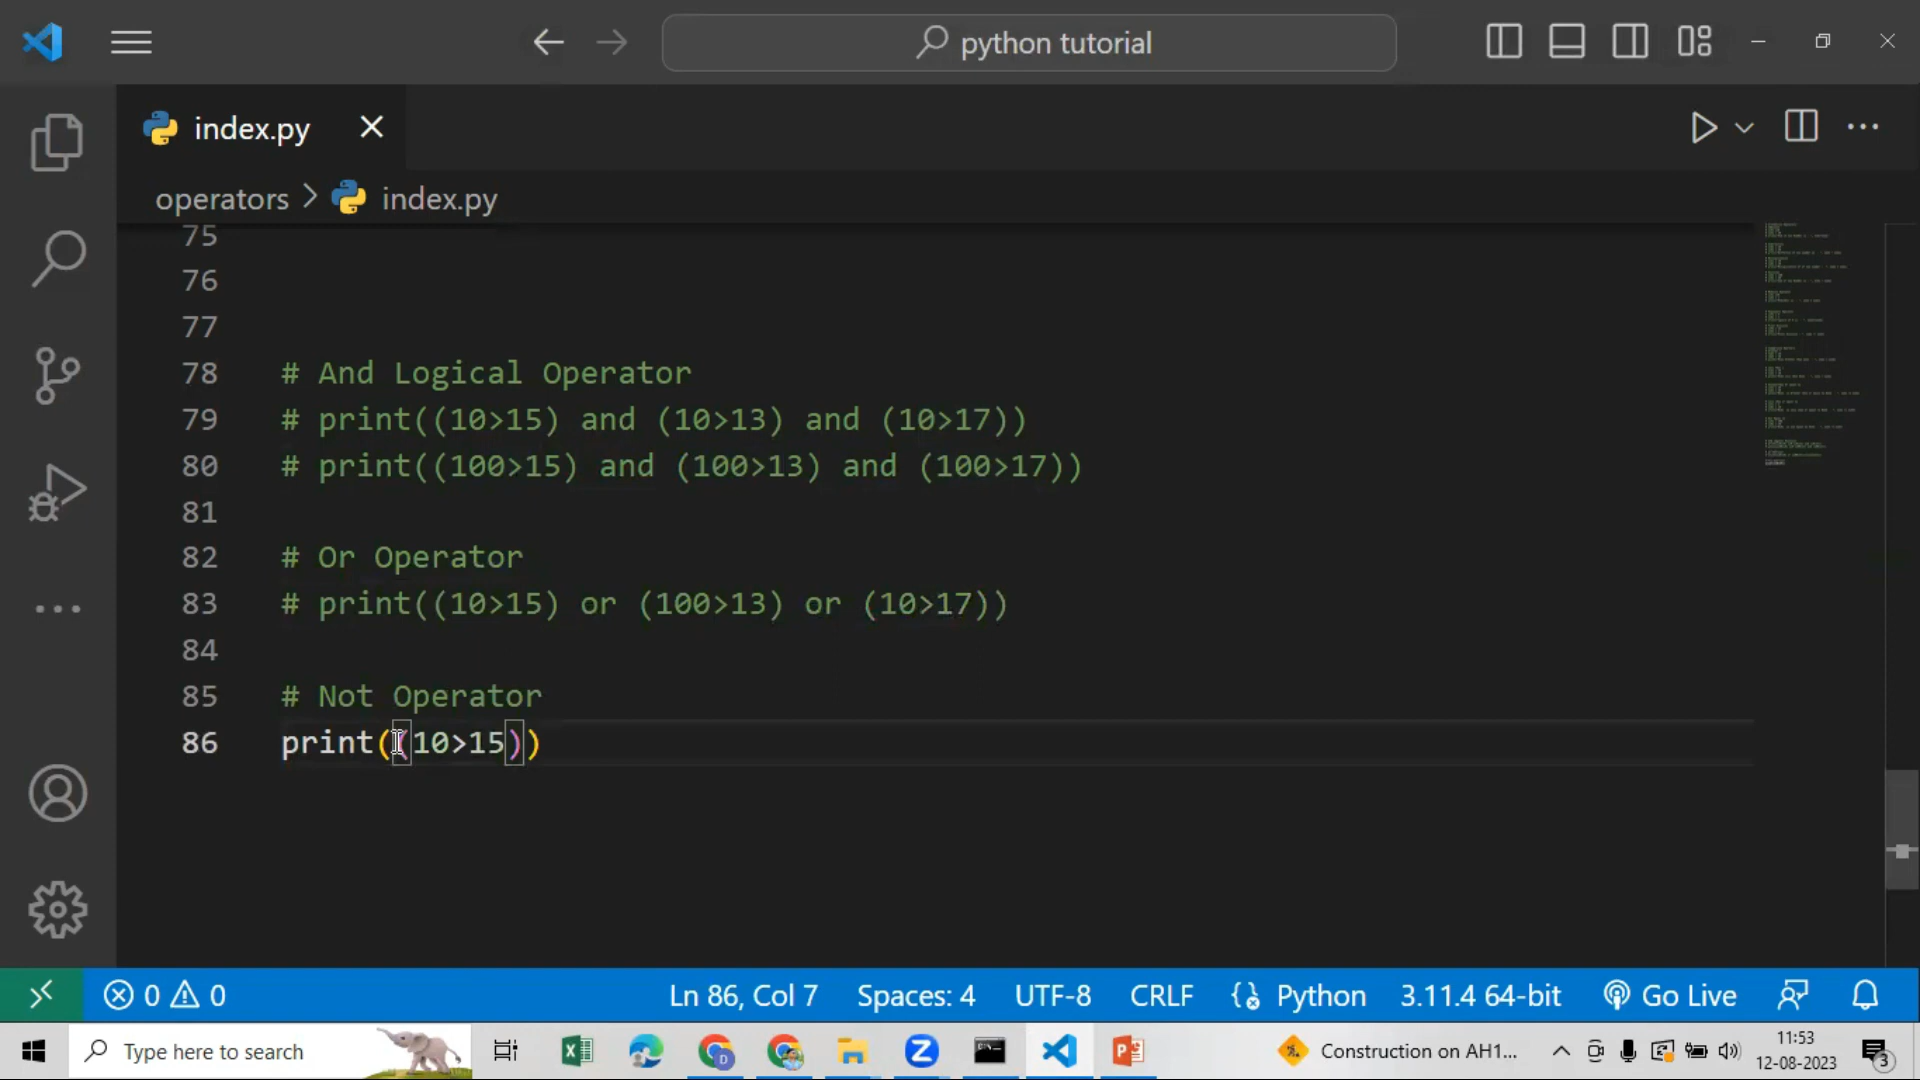 python tutorial
index.py
operators > index.py
75
76
77
78 # And Logical Operator
79 # print((10>15) and (10>13) and (10>17))
80 # print((100>15) and (100>13) and (100>17))
81
82 # Or Operator
83 # print((10>15) or (100>13) or (10>17))
84
85 # Not Operator
86 print((10>15))
0 0 Ln 86, Col 7 Spaces: 4 UTF-8 CRLF Python 3.11.4 64-bit Go Live
Type here to search Construction on AH1... 11:53
12-08-2023 3